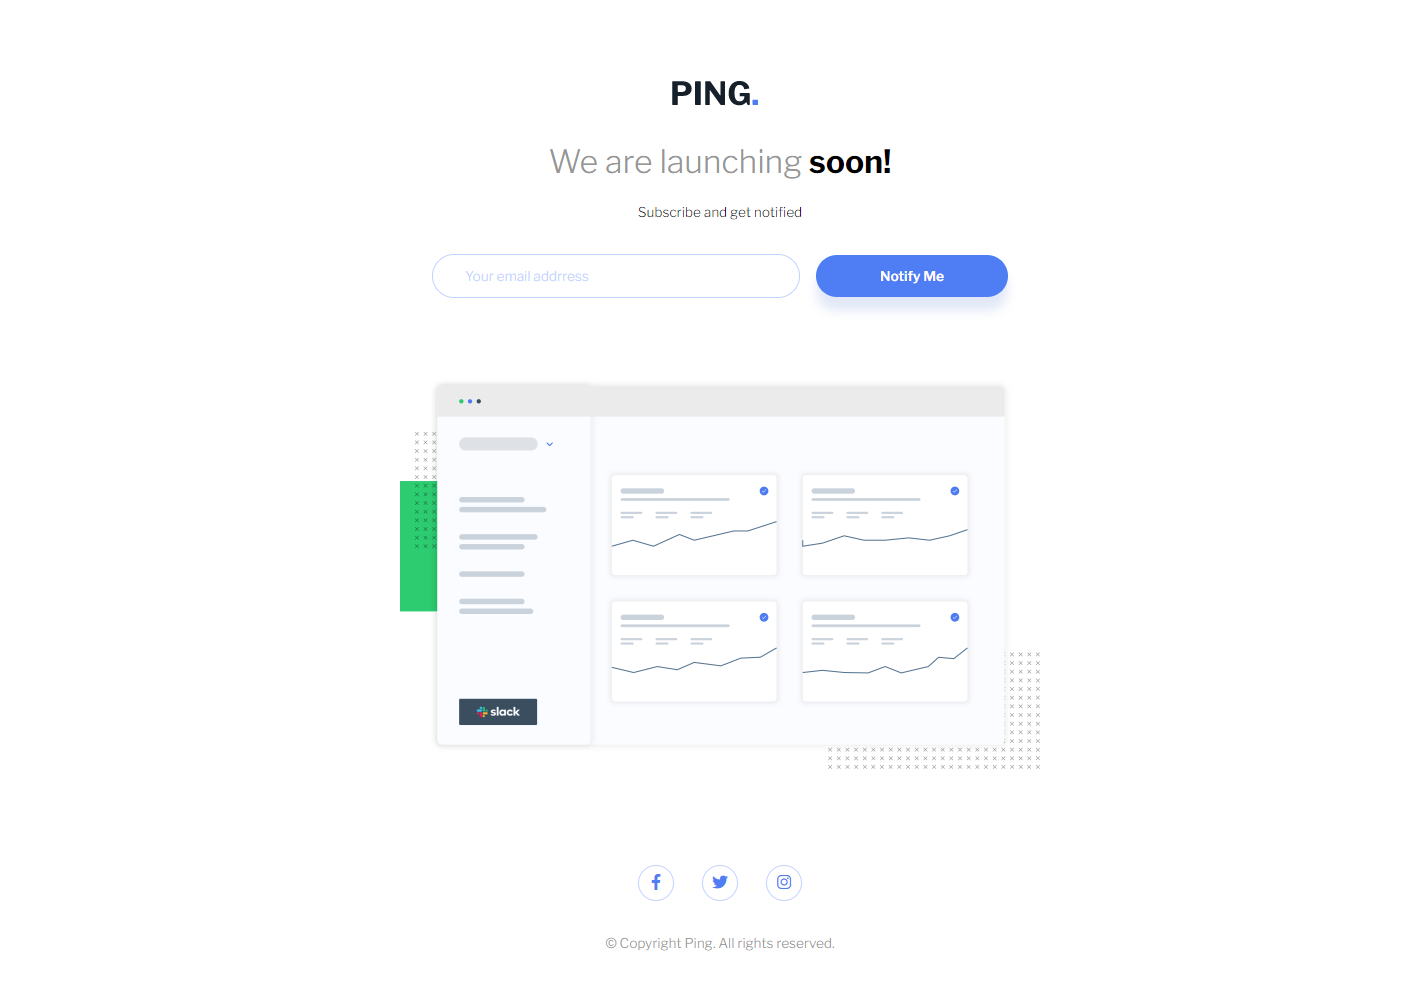 PING.
We are launching soon!
Subscribe and get notified
Your email addrress
Notify Me
slack
© Copyright Ping. All rights reserved.